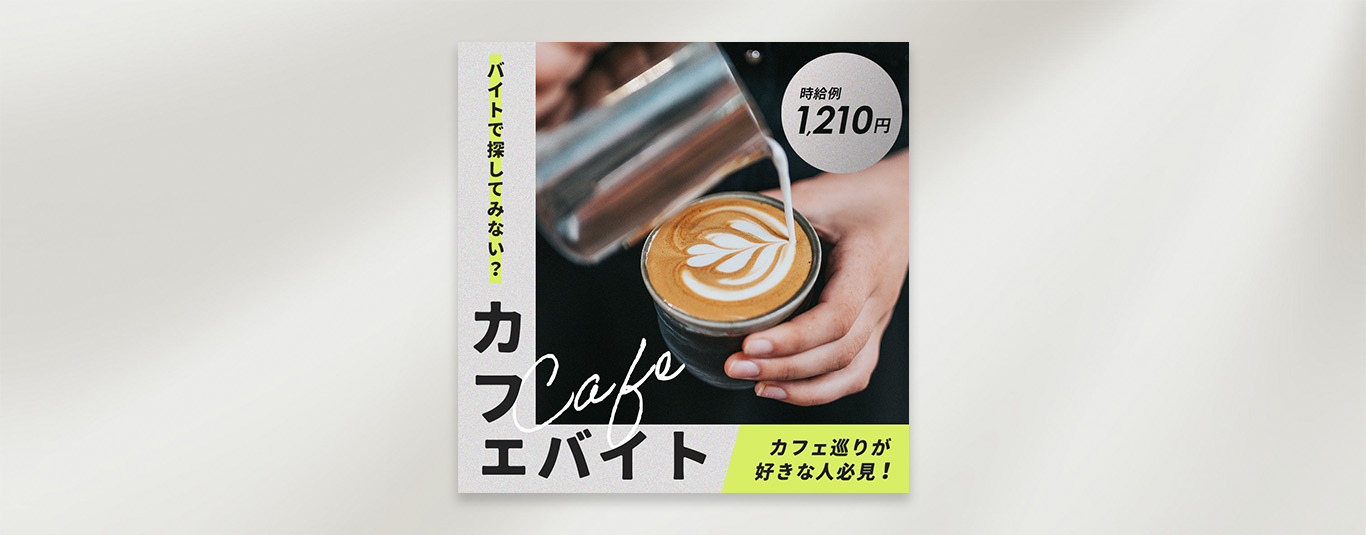 バイトで探してみない？
時給例
1,210円
カフェバイト
Cafe
カフェ巡りが
好きな人必見！